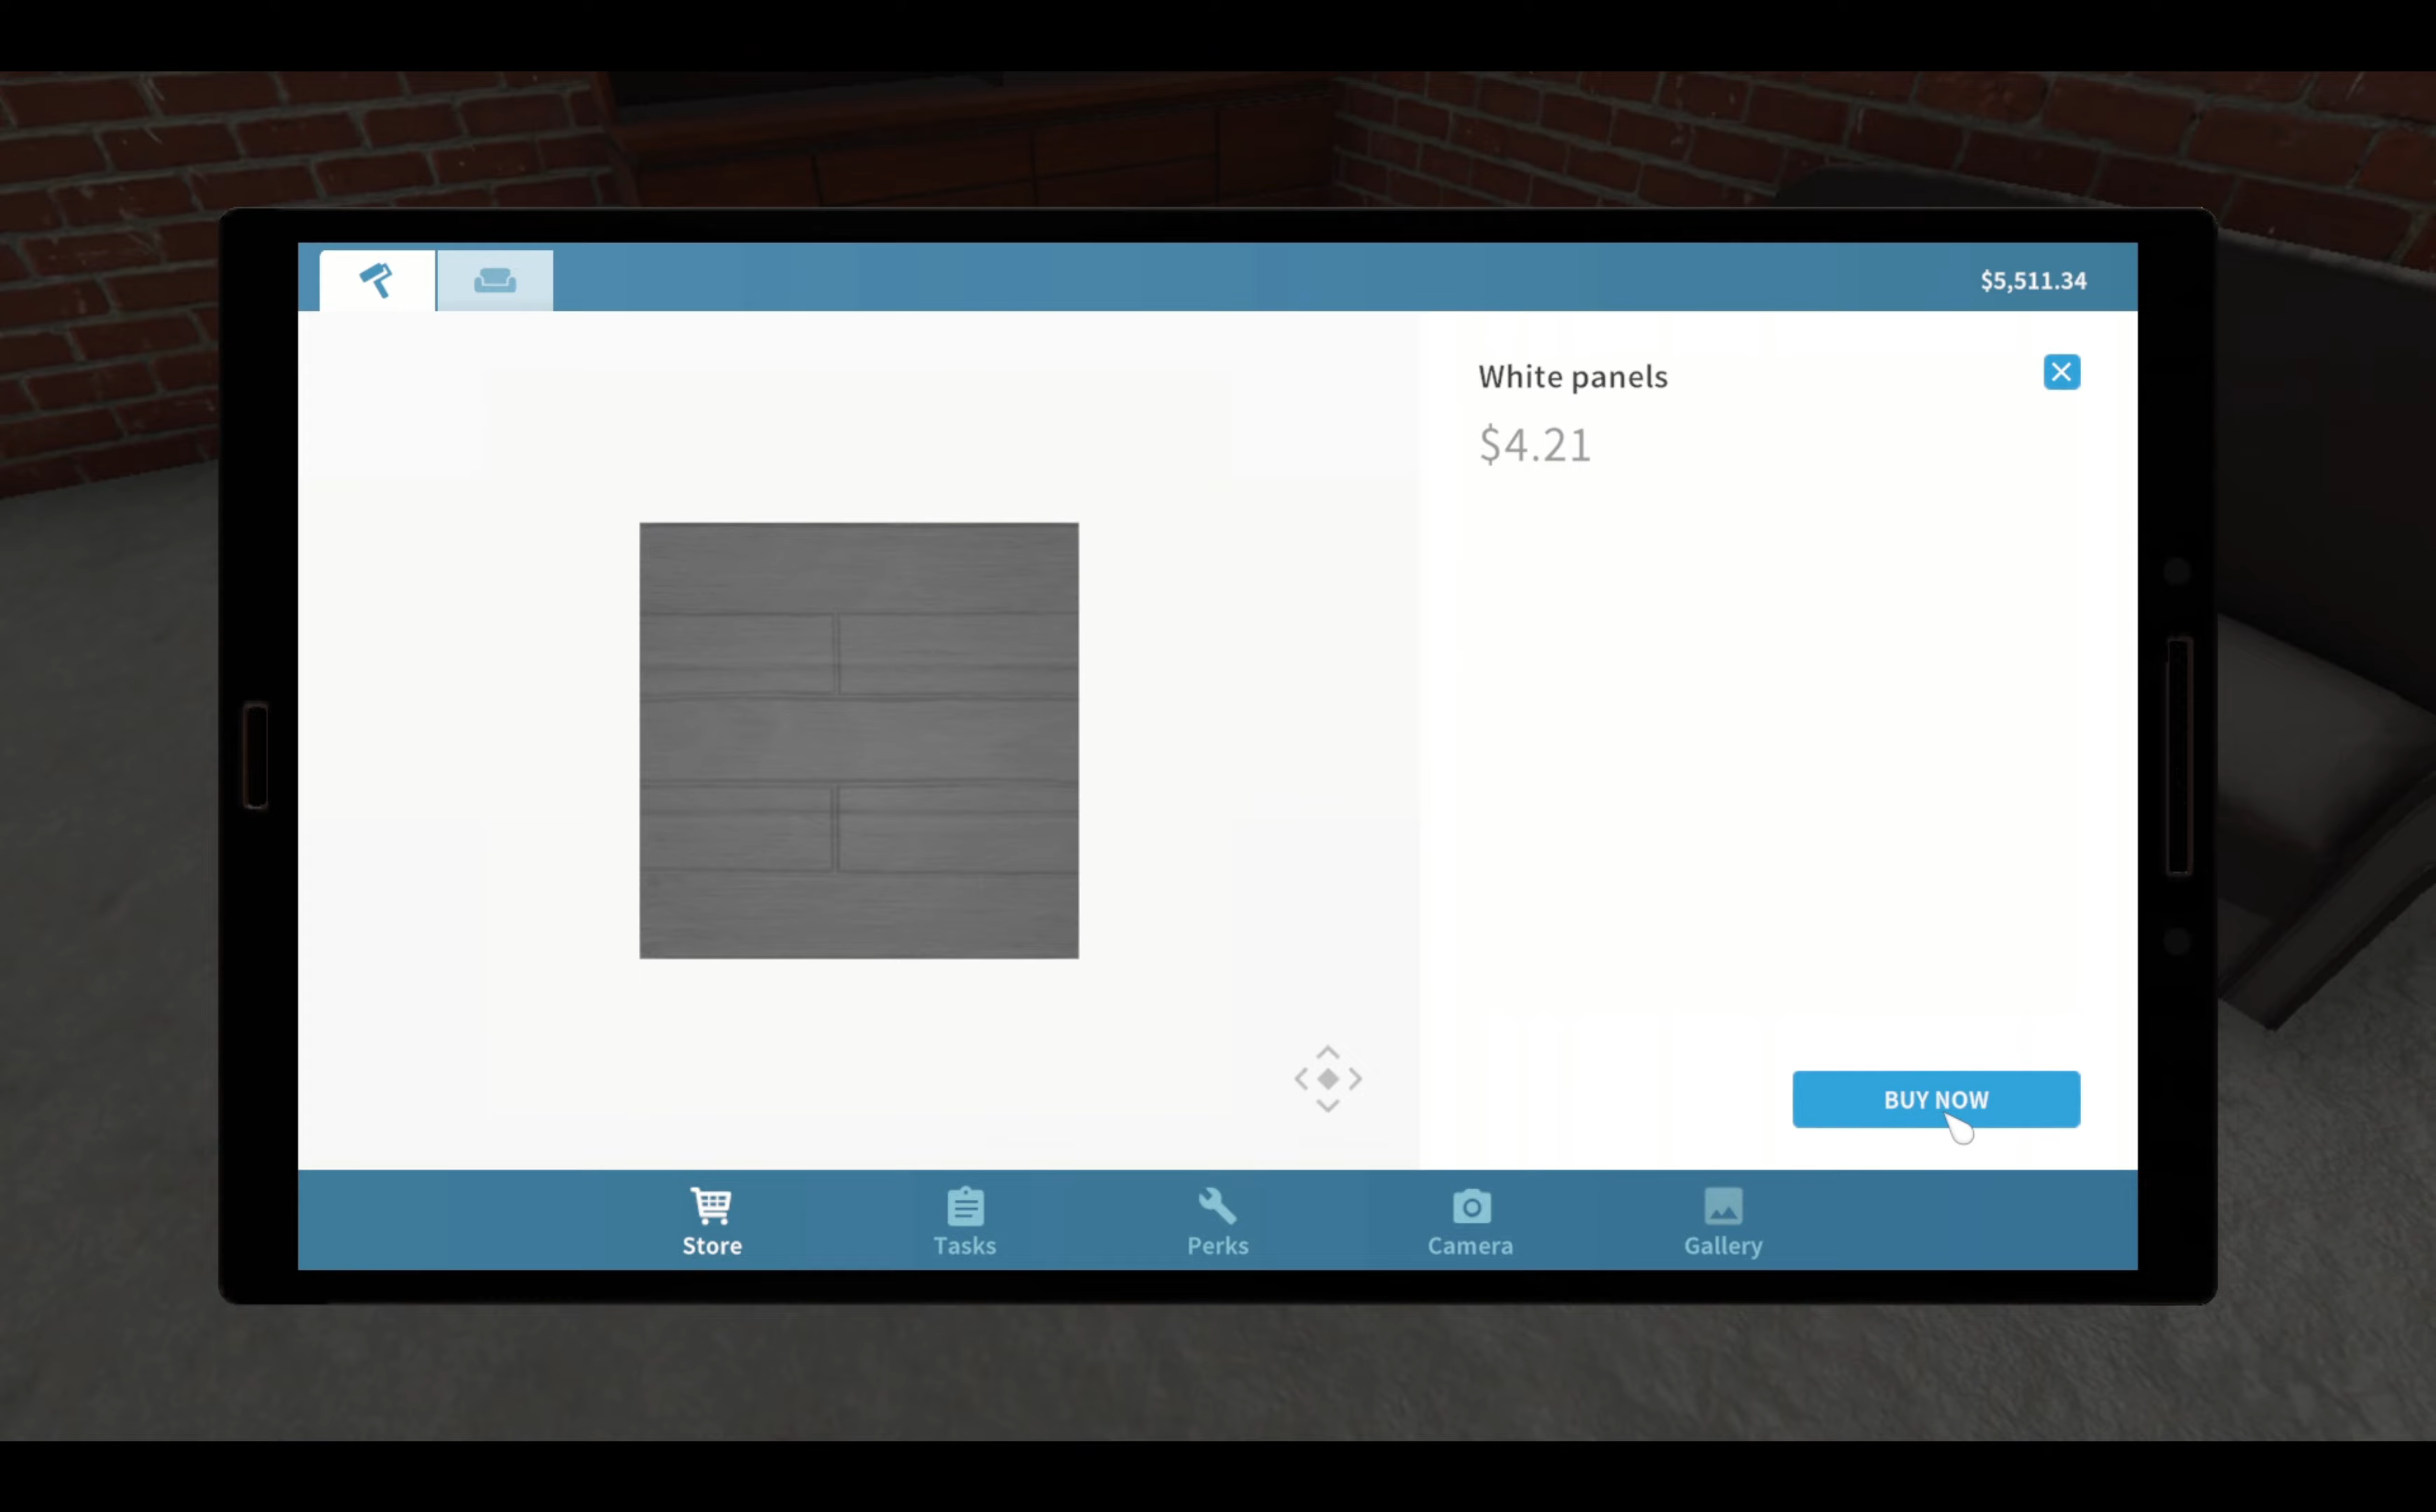 $5,511.34
White panels
$4.21
BUY NOW
Store
Tasks
Perks
Camera
Gallery